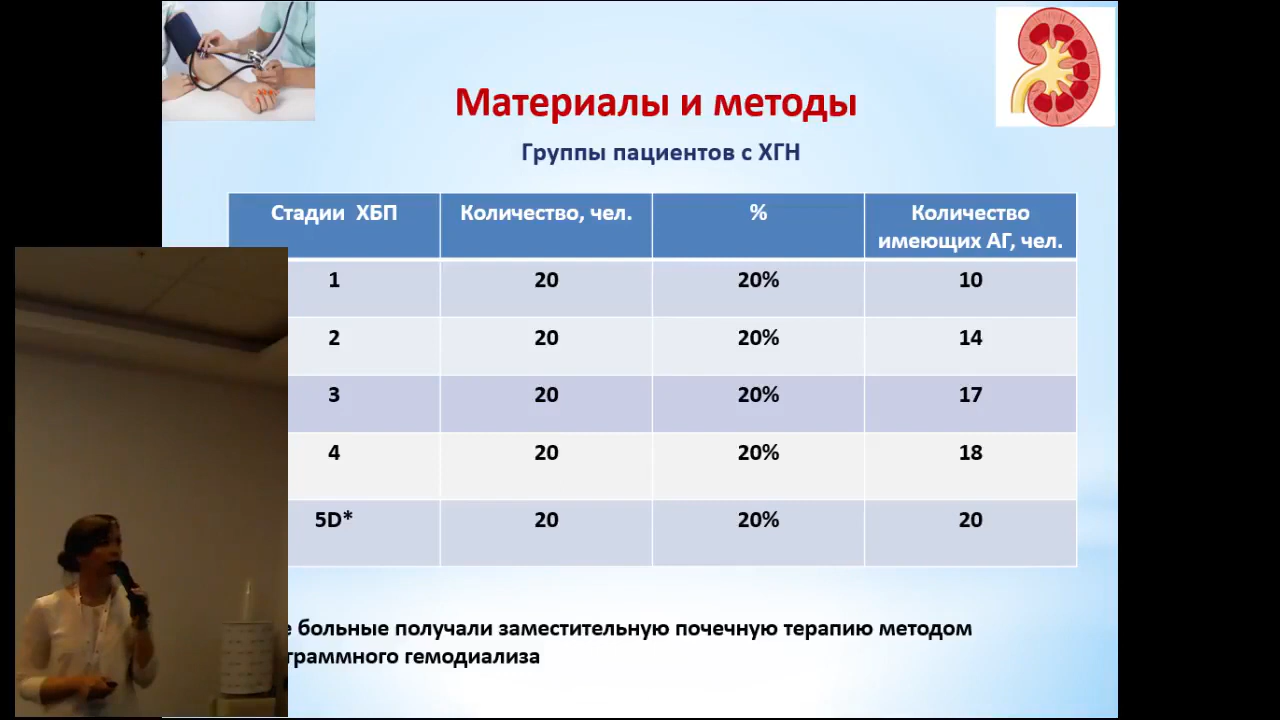 Материалы и методы
Группы пациентов с ХГН
Стадии ХБП Количество, чел. % Количество имеющих АГ, чел.
1 20 20% 10
2 20 20% 14
3 20 20% 17
4 20 20% 18
5D* 20 20% 20
больные получали заместительную почечную терапию методом
гемодиализа